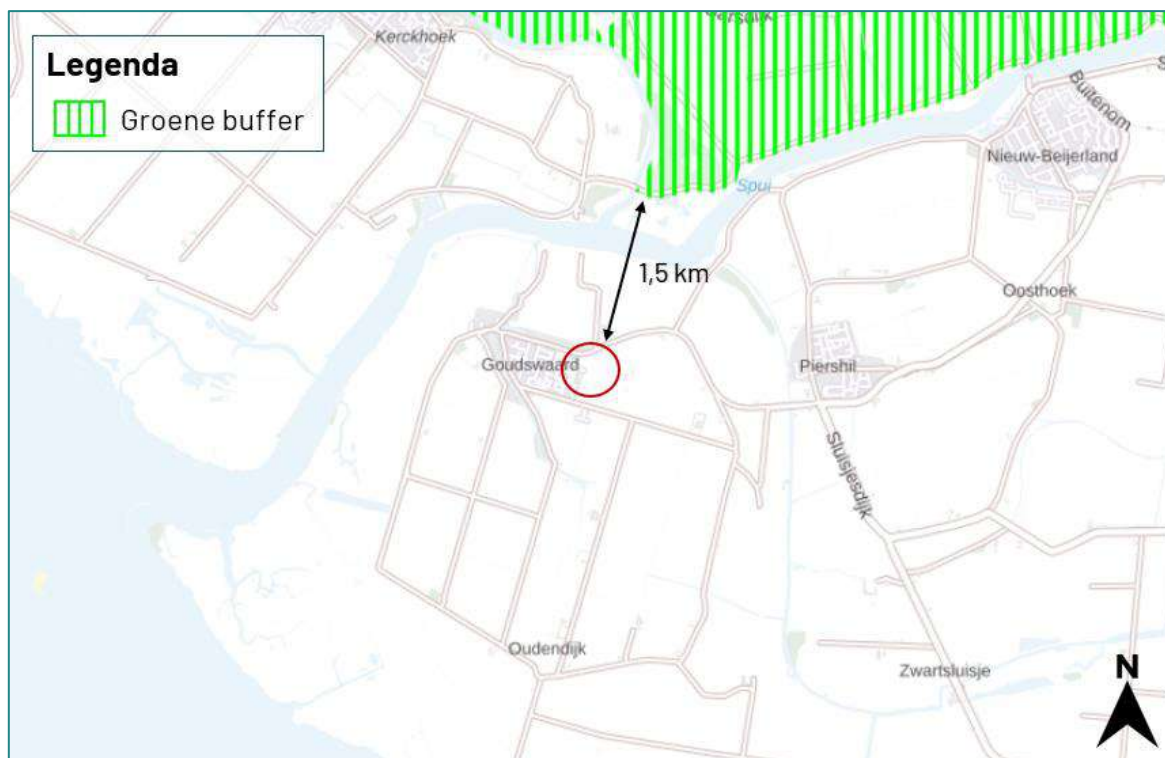 Kerckhoek
Legenda
Groene buffer
Buitenom
Nieuw-Beijerland
Spui
1,5 km
Oosthoek
Goudswaard
Piershil
Sluisjesdijk
Oudendijk
Zwartsluisje
N